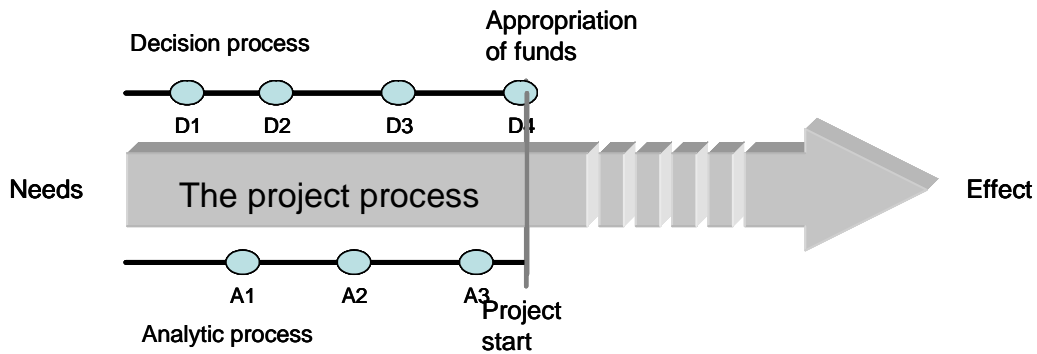 Appropriation
of funds
Decision process
D1 D2 D3 D4
Needs
The project process
Effect
A1 A2 A3
Project
start
Analytic process